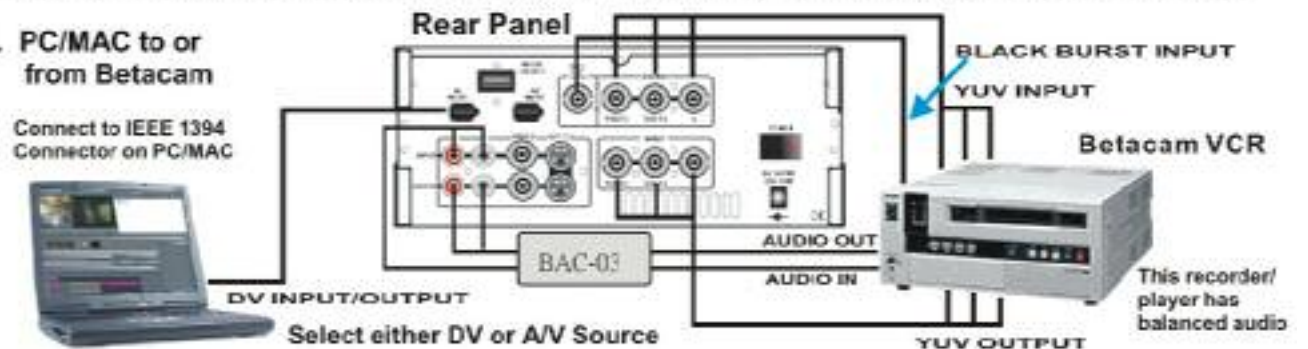 Rear Panel
PC/MAC to or
from Betacam
Connect to IEEE 1394
Connector on PC/MAC
BLACK BURST INPUT
YUV INPUT
Betacam VCR
AUDIO OUT
BAC-03
AUDIO IN
DV INPUT/OUTPUT
Select either DV or A/V Source
This recorder/
player has
balanced audio
YUV OUTPUT